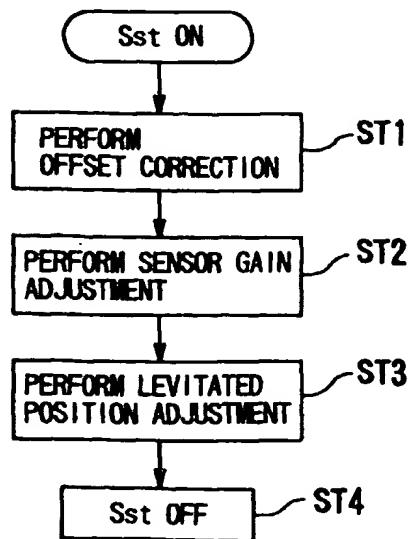 Sst ON
PERFORM
OFFSET CORRECTION
ST1
PERFORM SENSOR GAIN
ADJUSTMENT
ST2
PERFORM LEVITATED
POSITION ADJUSTMENT
ST3
Sst OFF
ST4